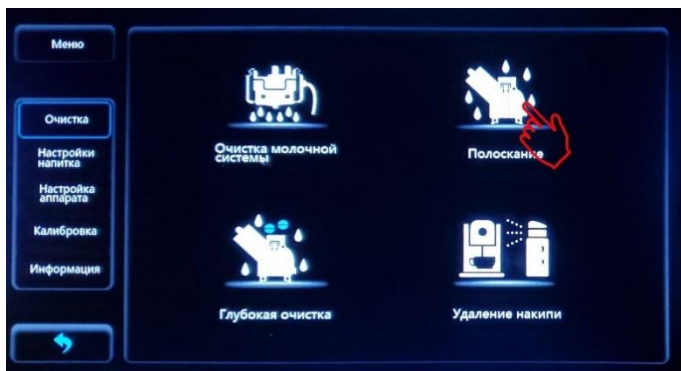 Меню
Очистка
Настройки
напитка
Настройка
аппарата
Калибровка
Информация
Очистка молочной
системы
Полоскание
Глубокая очистка
Удаление накипи